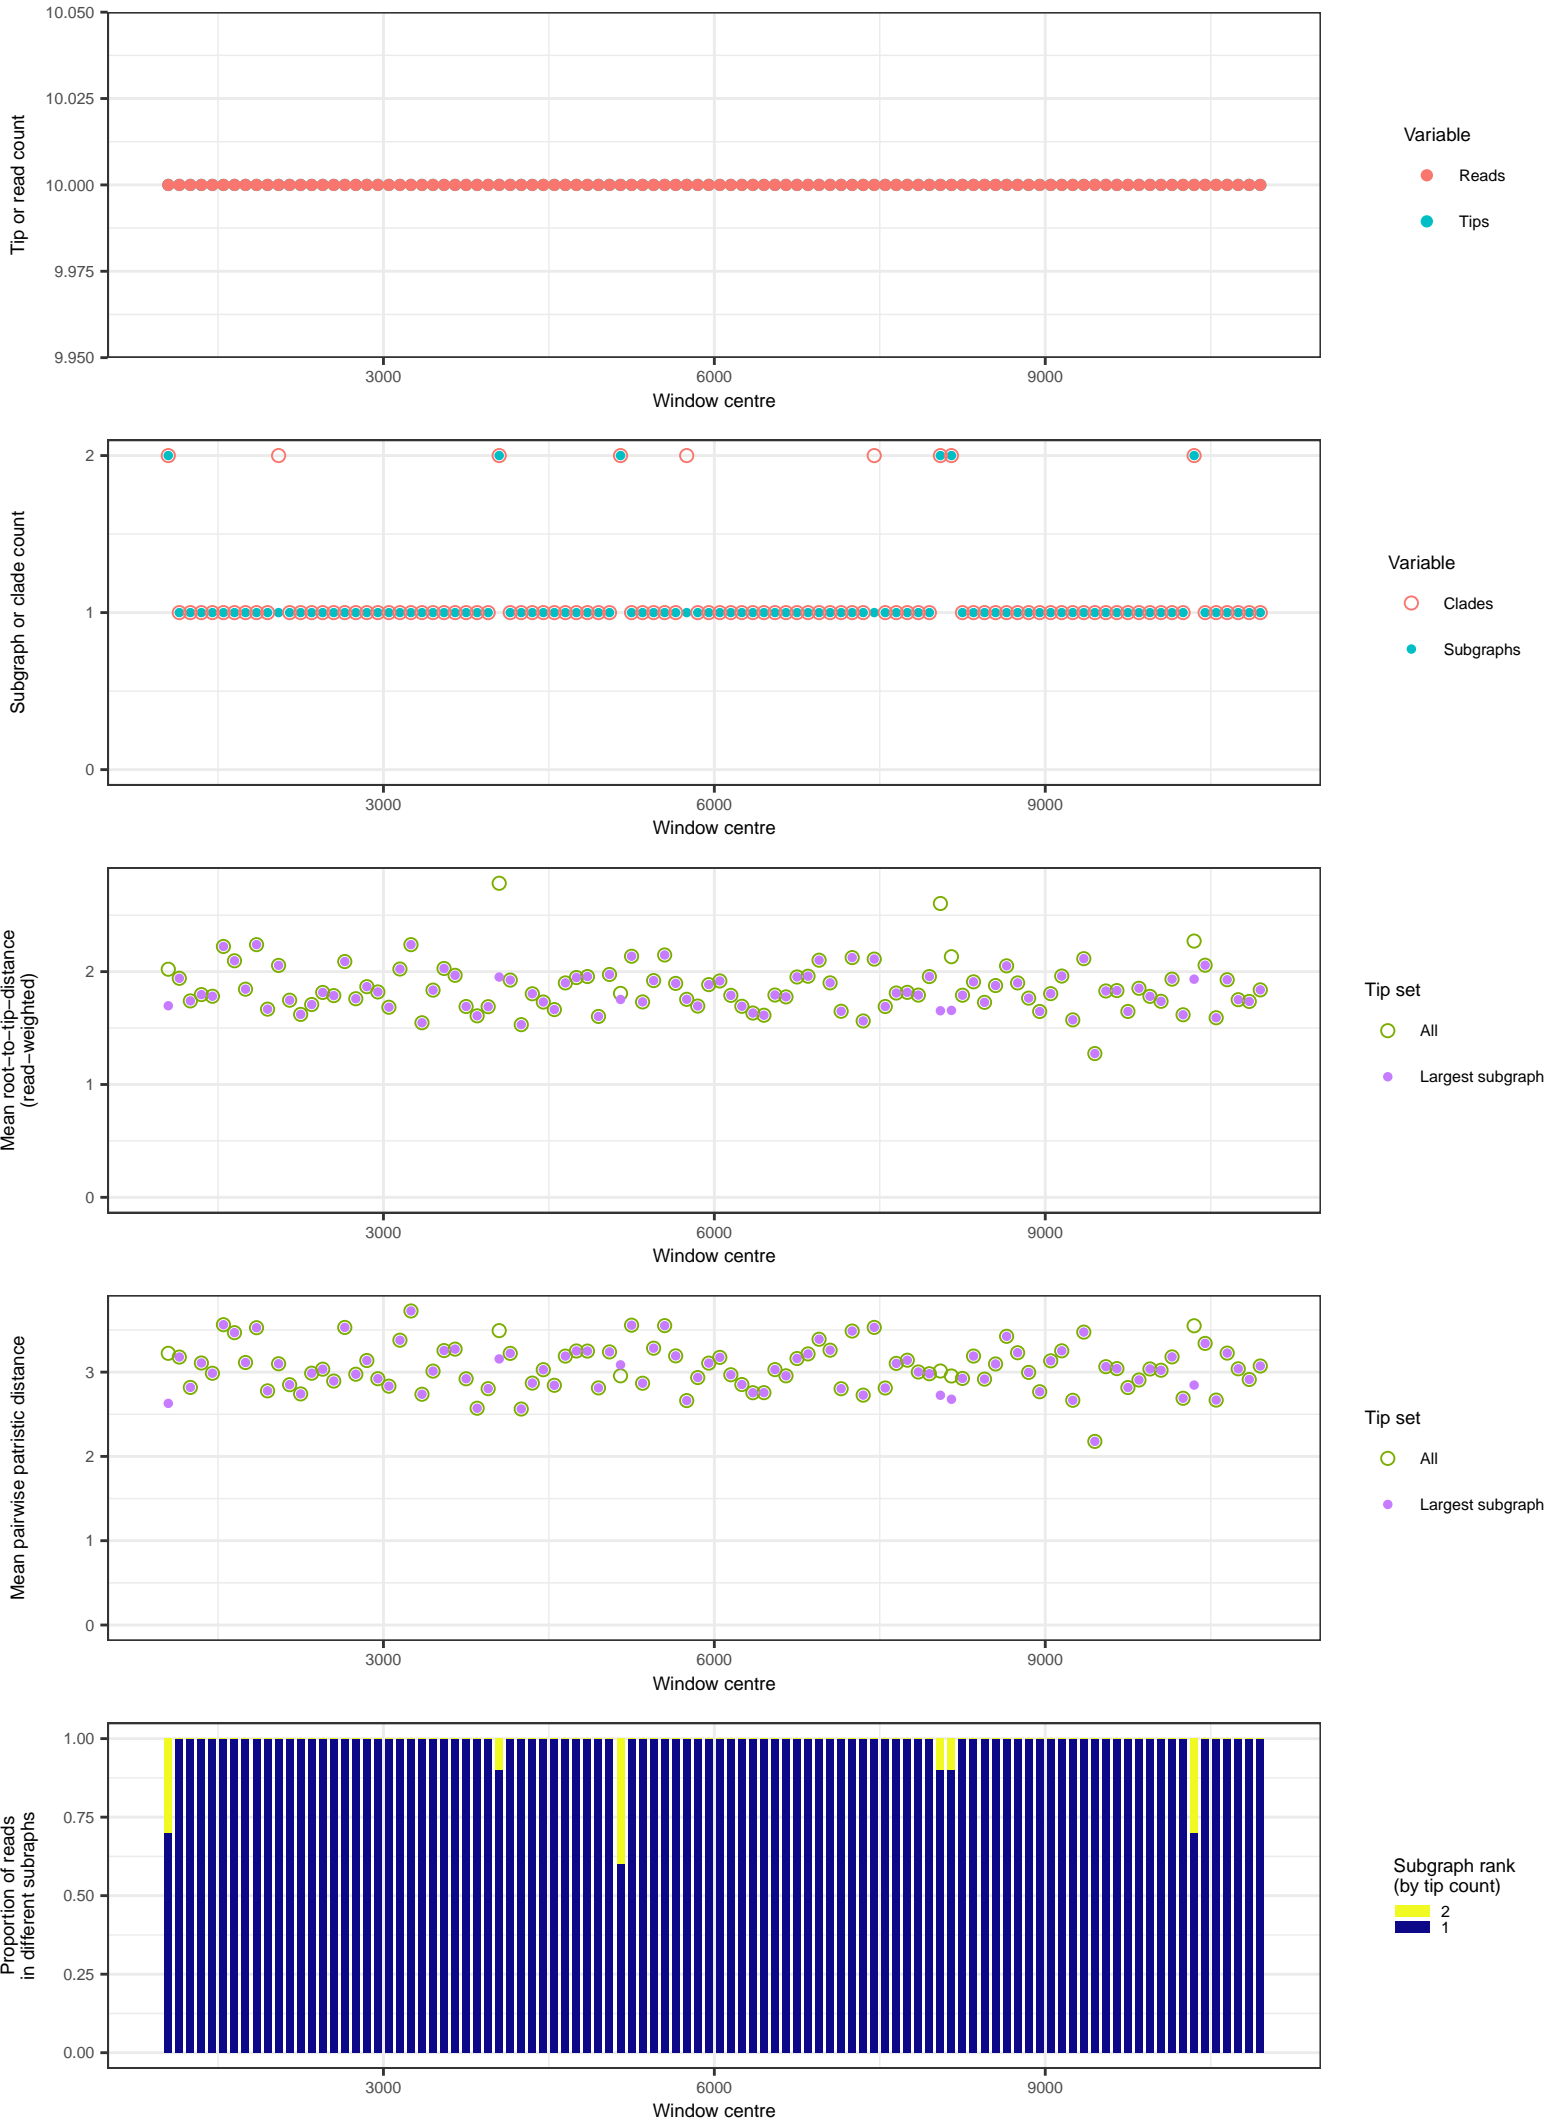 10.050
10.025
10.000
9.975
9.950
Tip or read count
3000 6000 9000
Window centre
Variable
Reads
Tips
2
1
0
Subgraph or clade count
3000 6000 9000
Window centre
Variable
Clades
Subgraphs
2
1
0
Mean root−to−tip−distance
(read−weighted)
3000 6000 9000
Window centre
Tip set
All
Largest subgraph
3
2
1
0
Mean pairwise patristic distance
3000 6000 9000
Window centre
Tip set
All
Largest subgraph
1.00
0.75
0.50
0.25
0.00
Proportion of reads
in different subraphs
3000 6000 9000
Window centre
Subgraph rank
(by tip count)
2
1